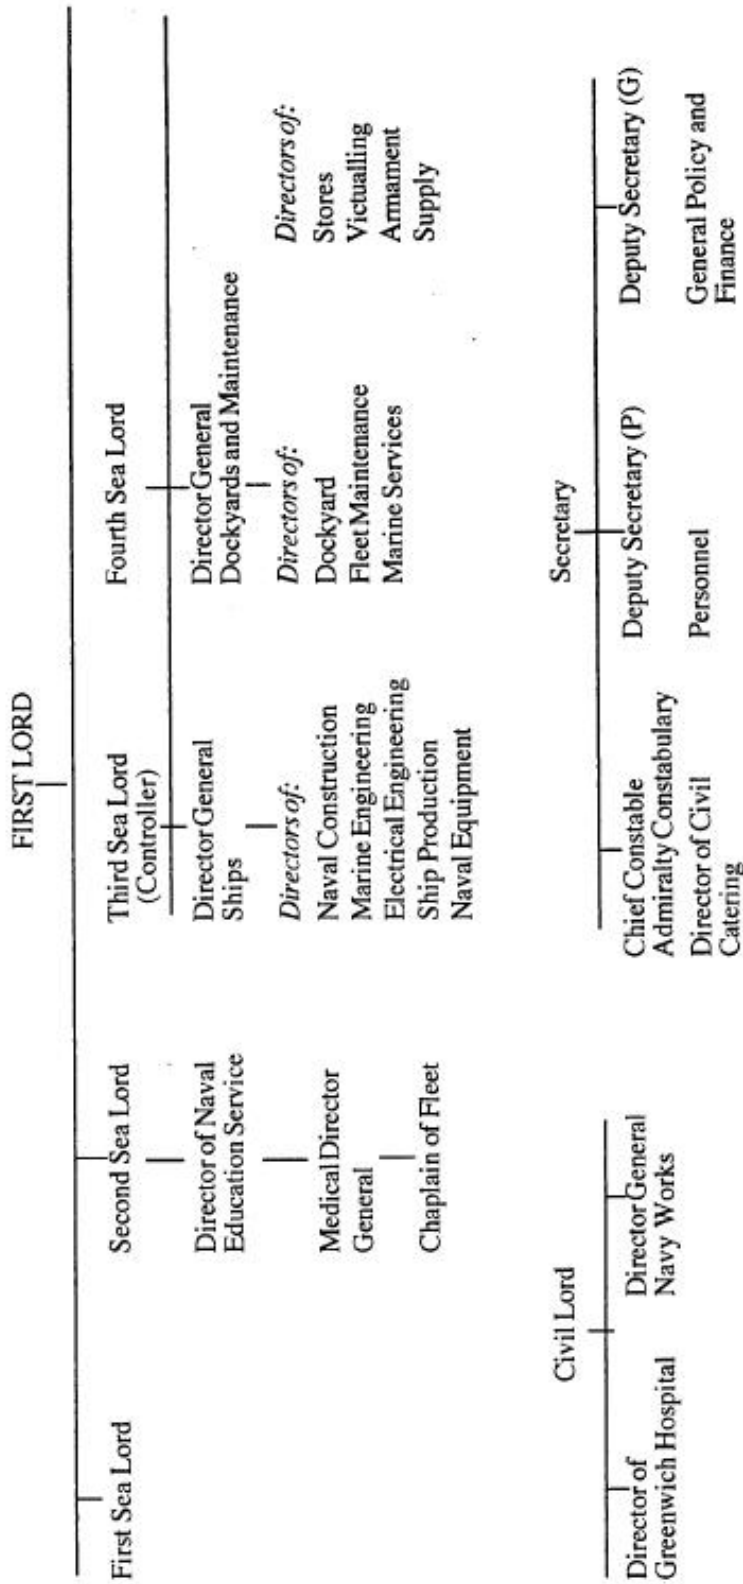 FIRST LORD
First Sea Lord
Second Sea Lord
Director of Naval
Education Service
Medical Director
General
Chaplain of Fleet
Third Sea Lord
(Controller)
Director General
Ships
Directors of:
Naval Construction
Marine Engineering
Electrical Engineering
Ship Production
Naval Equipment
Fourth Sea Lord
Director General
Dockyards and Maintenance
Directors of:
Dockyard
Fleet Maintenance
Marine Services
Directors of:
Stores
Victualling
Armament
Supply
Civil Lord
Director of
Greenwich Hospital
Director General
Navy Works
Secretary
Chief Constable
Admiralty Constabulary
Director of Civil
Catering
Deputy Secretary (P)
Personnel
Deputy Secretary (G)
General Policy and
Finance